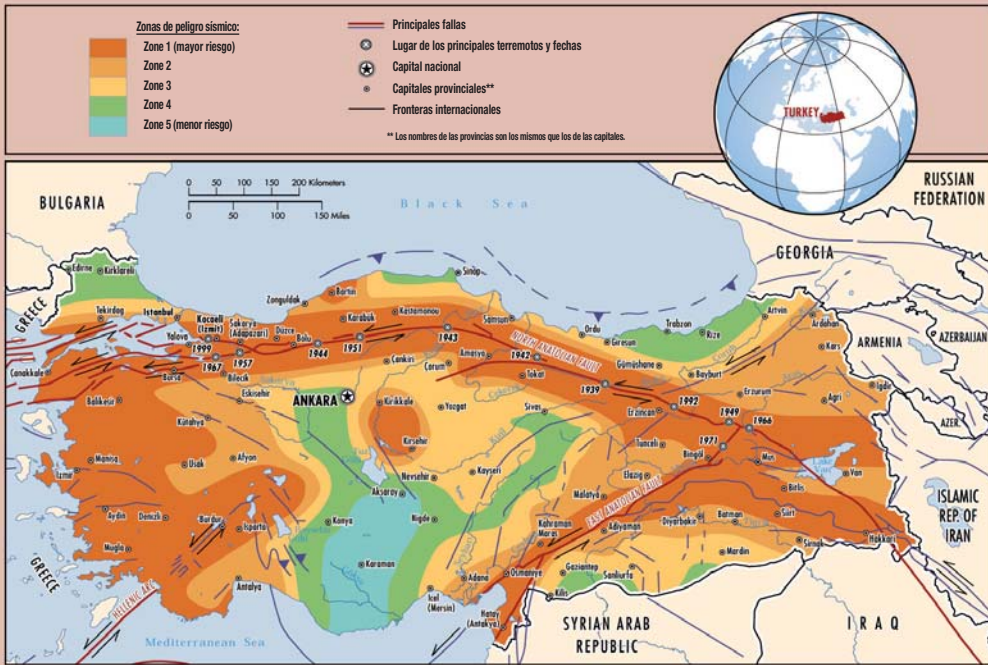 Zonas de peligro sísmico:
Zone 1 (mayor riesgo)
Zone 2
Zone 3
Zone 4
Zone 5 (menor riesgo)
Principales fallas
Lugar de los principales terremotos y fechas
Capital nacional
Capitales provinciales**
Fronteras internacionales
** Los nombres de las provincias son los mismos que los de las capitales.
TURKEY
0 50 100 150 200 Kilometers
0 50 100 150 Miles
BULGARIA
Black Sea
RUSSIAN
FEDERATION
GEORGIA
GREECE
Edirne
Kirklareli
Tekirdag
Istanbul
Kocaeli
(Izmit)
Sakarya
(Adapazari)
Duzce
Bolu
Zonguldak
Bartin
Karabük
Kastamonou
Sinop
Samsun
Ordu
Giresun
Trabzon
Rize
Artvin
Ardahan
Kars
ARMENIA
AZERBAIJAN
Yalova
1999
1967
1957
1944
1951
1943
1942
1939
1992
1949
1966
1971
NORTH ANATOLIAN FAULT
Çanakkale
Bursa
Bilecik
Eskisehir
Çankiri
Çorum
Amasya
Tokat
Gümüshane
Bayburt
Erzurum
Agri
Igdir
AZER.
Balikesir
Kütahya
ANKARA
Kirikkale
Yozgat
Sivas
Erzincan
Tunceli
Bingöl
Mus
Kirsehir
Manisa
Izmir
Usak
Afyon
Nevsehir
Kayseri
Malatya
Elazig
Bitlis
Van
ISLAMIC
REP. OF
IRAN
Aksaray
EAST ANATOLIAN FAULT
Aydin
Denizli
Burdur
Isparta
Konya
Nigde
Kahraman
Maras
Adiyaman
Diyarbakir
Batman
Siirt
Sirnak
Hakkari
Mugla
Karaman
Adana
Osmaniye
Gaziantep
Sanliurfa
Mardin
GREECE
Antalya
Icel
(Mersin)
Hatay
(Antakya)
Kilis
HELLENIC ARC
Mediterranean Sea
SYRIAN ARAB
REPUBLIC
IRAQ